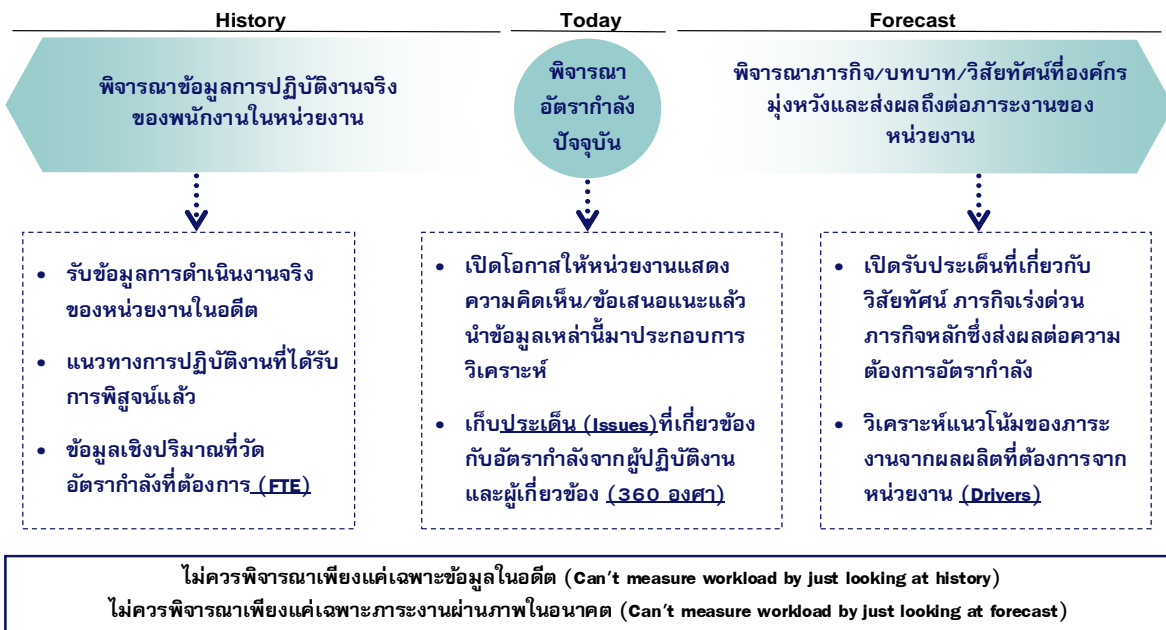 History
Today
Forecast
พิจารณาข้อมูลการปฏิบัติงานจริง
ของพนักงานในหน่วยงาน
พิจารณา
อัตรากำลัง
ปัจจุบัน
พิจารณาภารกิจ/บทบาท/วิสัยทัศน์ที่องค์กร
มุ่งหวังและส่งผลถึงต่อภาระงานของ
หน่วยงาน
• รับข้อมูลการดำเนินงานจริง
ของหน่วยงานในอดีต
• แนวทางการปฏิบัติงานที่ได้รับ
การพิสูจน์แล้ว
• ข้อมูลเชิงปริมาณที่วัด
อัตรากำลังที่ต้องการ (FTE)
• เปิดโอกาสให้หน่วยงานแสดง
ความคิดเห็น/ข้อเสนอแนะแล้ว
นำข้อมูลเหล่านี้มาประกอบการ
วิเคราะห์
• เก็บประเด็น (Issues)ที่เกี่ยวข้อง
กับอัตรากำลังจากผู้ปฏิบัติงาน
และผู้เกี่ยวข้อง (360 องศา)
• เปิดรับประเด็นที่เกี่ยวกับ
วิสัยทัศน์ ภารกิจเร่งด่วน
ภารกิจหลักซึ่งส่งผลต่อความ
ต้องการอัตรากำลัง
• วิเคราะห์แนวโน้มของภาระ
งานจากผลผลิตที่ต้องการจาก
หน่วยงาน (Drivers)
ไม่ควรพิจารณาเพียงแค่เฉพาะข้อมูลในอดีต (Can't measure workload by just looking at history)
ไม่ควรพิจารณาเพียงแค่เฉพาะภาระงานผ่านภาพในอนาคต (Can't measure workload by just looking at forecast)